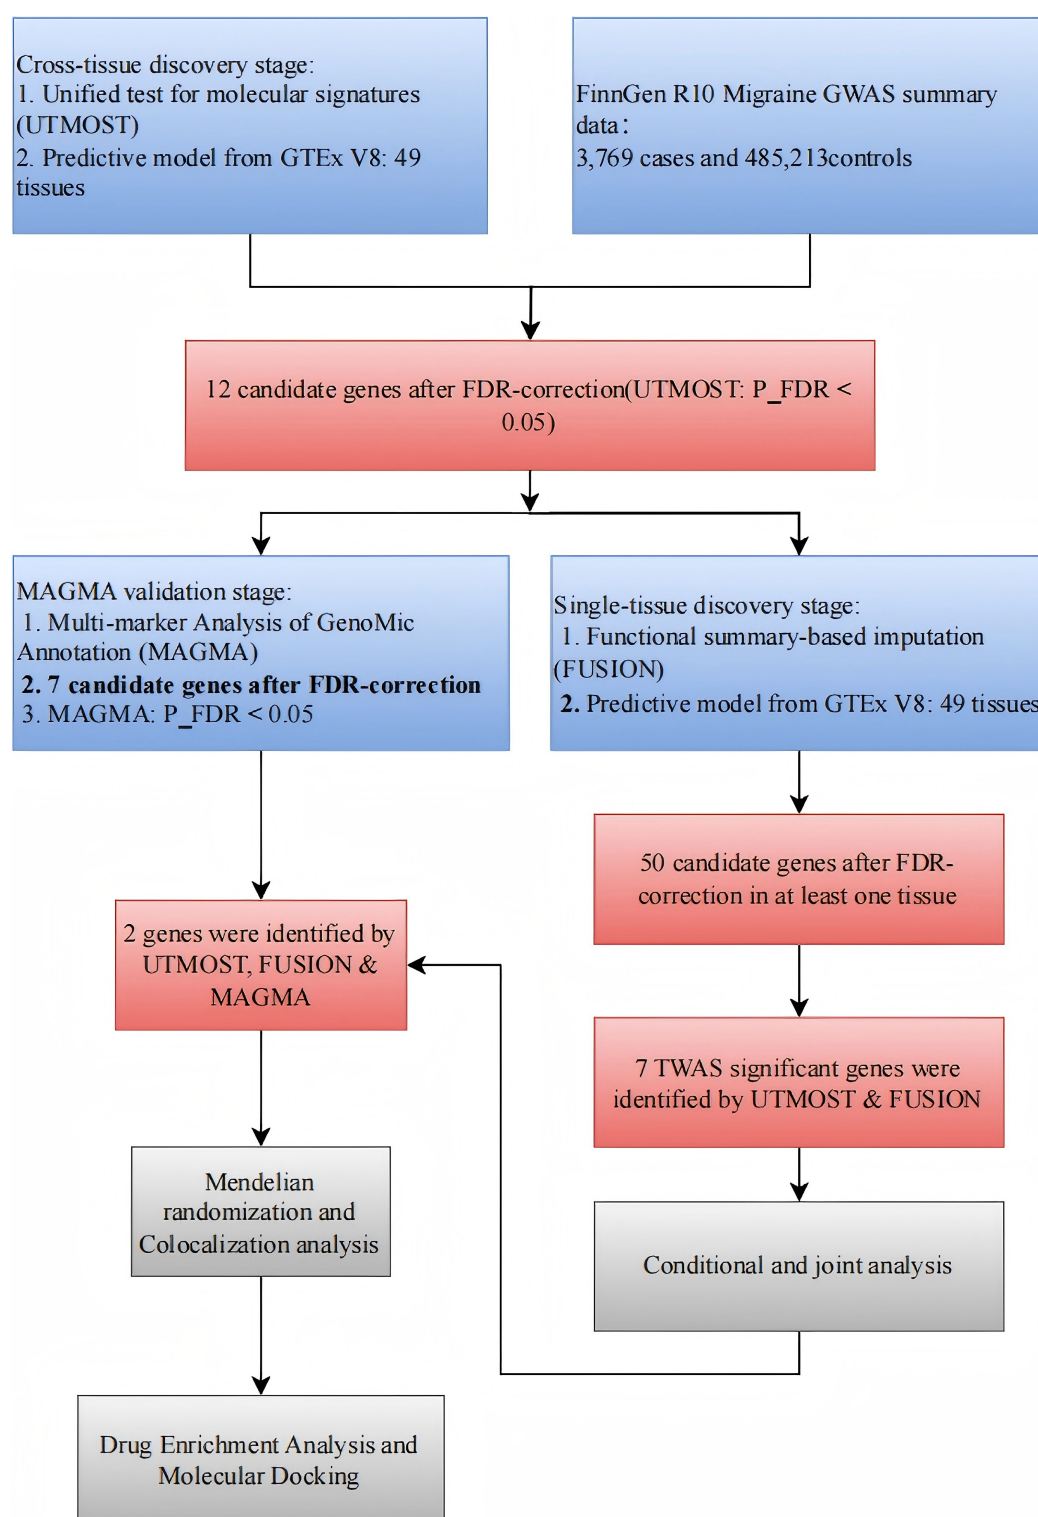 Cross-tissue discovery stage:
1. Unified test for molecular signatures
(UTMOST)
2. Predictive model from GTEx V8: 49
tissues
FinnGen R10 Migraine GWAS summary
data:
3,769 cases and 485,213controls
12 candidate genes after FDR-correction(UTMOST: P_FDR <
0.05)
MAGMA validation stage:
1. Multi-marker Analysis of GenoMic
Annotation (MAGMA)
2. 7 candidate genes after FDR-correction
3. MAGMA: P_FDR < 0.05
Single-tissue discovery stage:
1. Functional summary-based imputation
(FUSION)
2. Predictive model from GTEx V8: 49 tissues
50 candidate genes after FDR-
correction in at least one tissue
2 genes were identified by
UTMOST, FUSION &
MAGMA
7 TWAS significant genes were
identified by UTMOST & FUSION
Mendelian
randomization and
Colocalization analysis
Conditional and joint analysis
Drug Enrichment Analysis and
Molecular Docking